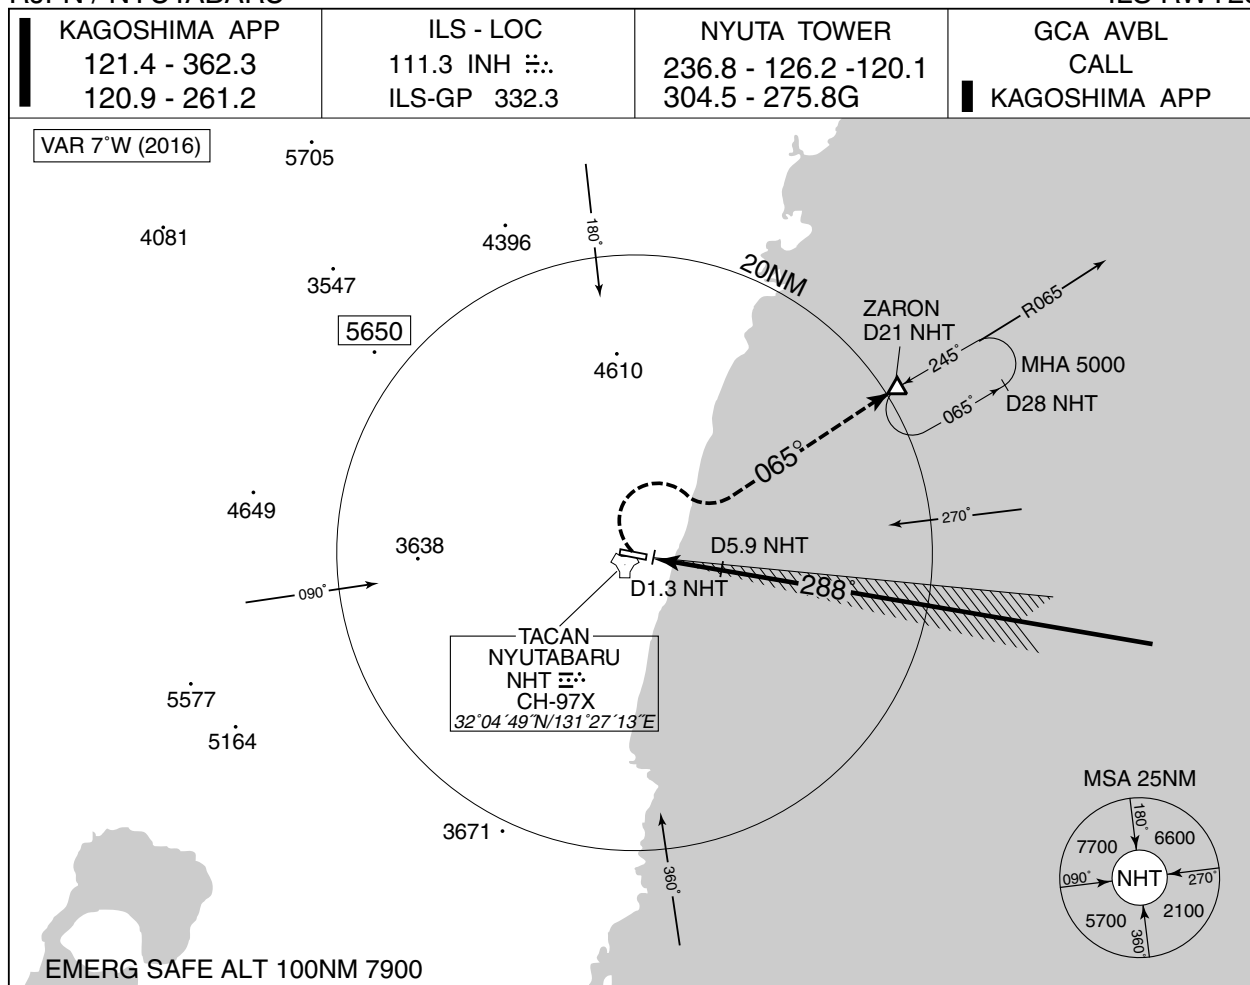 KAGOSHIMA APP
121.4 - 362.3
120.9 - 261.2
ILS - LOC
111.3 INH
ILS-GP 332.3
NYUTA TOWER
236.8 - 126.2 -120.1
304.5 - 275.8G
GCA AVBL
CALL
KAGOSHIMA APP
VAR 7°W (2016)
5705
4081
4396
180°
3547
20NM
5650
4610
ZARON
D21 NHT
R065
245°
MHA 5000
065°
D28 NHT
065°
4649
3638
270°
D5.9 NHT
D1.3 NHT
288°
090°
TACAN
NYUTABARU
NHT
CH-97X
32°04´49˝N/131°27´13˝E
5577
5164
3671
360°
MSA 25NM
180°
7700
6600
090°
NHT
270°
5700
2100
360°
EMERG SAFE ALT 100NM 7900